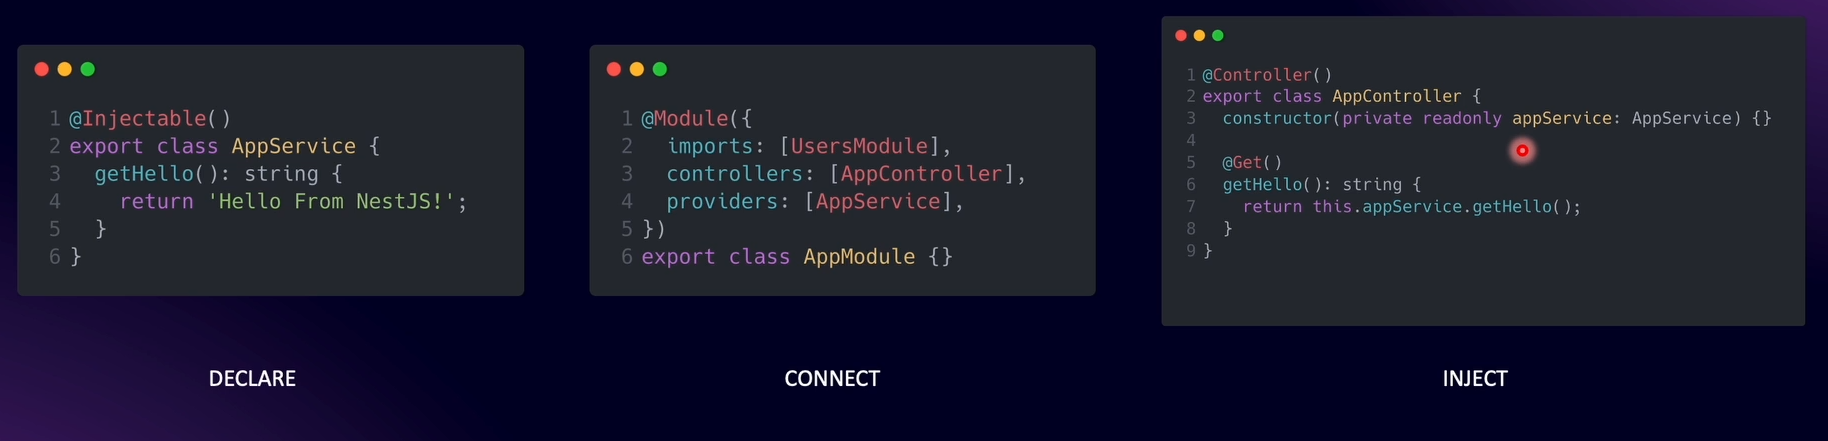 1 @Injectable()
2 export class AppService {
3   getHello(): string {
4     return 'Hello From NestJS!';
5   }
6 }
DECLARE
1 @Module({
2   imports: [UsersModule],
3   controllers: [AppController],
4   providers: [AppService],
5 })
6 export class AppModule {}
CONNECT
1 @Controller()
2 export class AppController {
3   constructor(private readonly appService: AppService) {}
4
5   @Get()
6   getHello(): string {
7     return this.appService.getHello();
8   }
9 }
INJECT